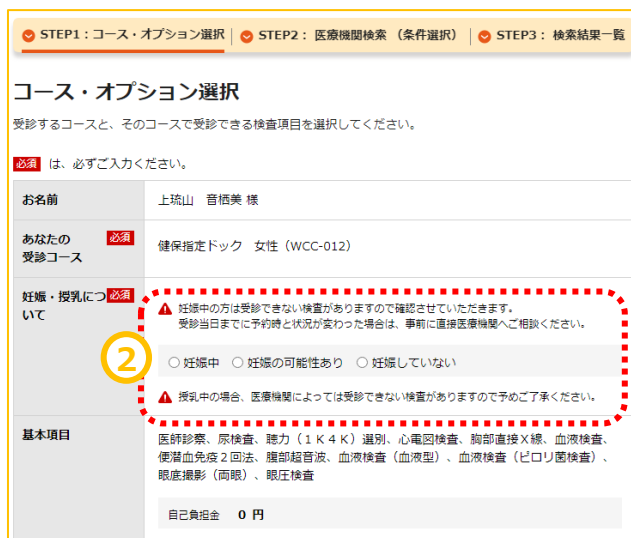 STEP1：コース・オプション選択 STEP2： 医療機関検索 （条件選択） STEP3： 検索結果一覧
コース・オプション選択
受診するコースと、そのコースで受診できる検査項目を選択してください。
必須 は、必ずご入力ください。
お名前
上琉山　音栖美 様
あなたの 必須
受診コース
健保指定ドック　女性（WCC-012）
妊娠・授乳につ 必須
いて
妊娠中の方は受診できない検査がありますので確認させていただきます。
受診当日までに予約時と状況が変わった場合は、事前に直接医療機関へご相談ください。
②
妊娠中 妊娠の可能性あり 妊娠していない
授乳中の場合、医療機関によっては受診できない検査がありますので予めご了承ください。
基本項目
医師診察、尿検査、聴力（１Ｋ４Ｋ）選別、心電図検査、胸部直接Ｘ線、血液検査、
便潜血免疫２回法、腹部超音波、血液検査（血液型）、血液検査（ピロリ菌検査）、
眼底撮影（両眼）、眼圧検査
自己負担金　0 円